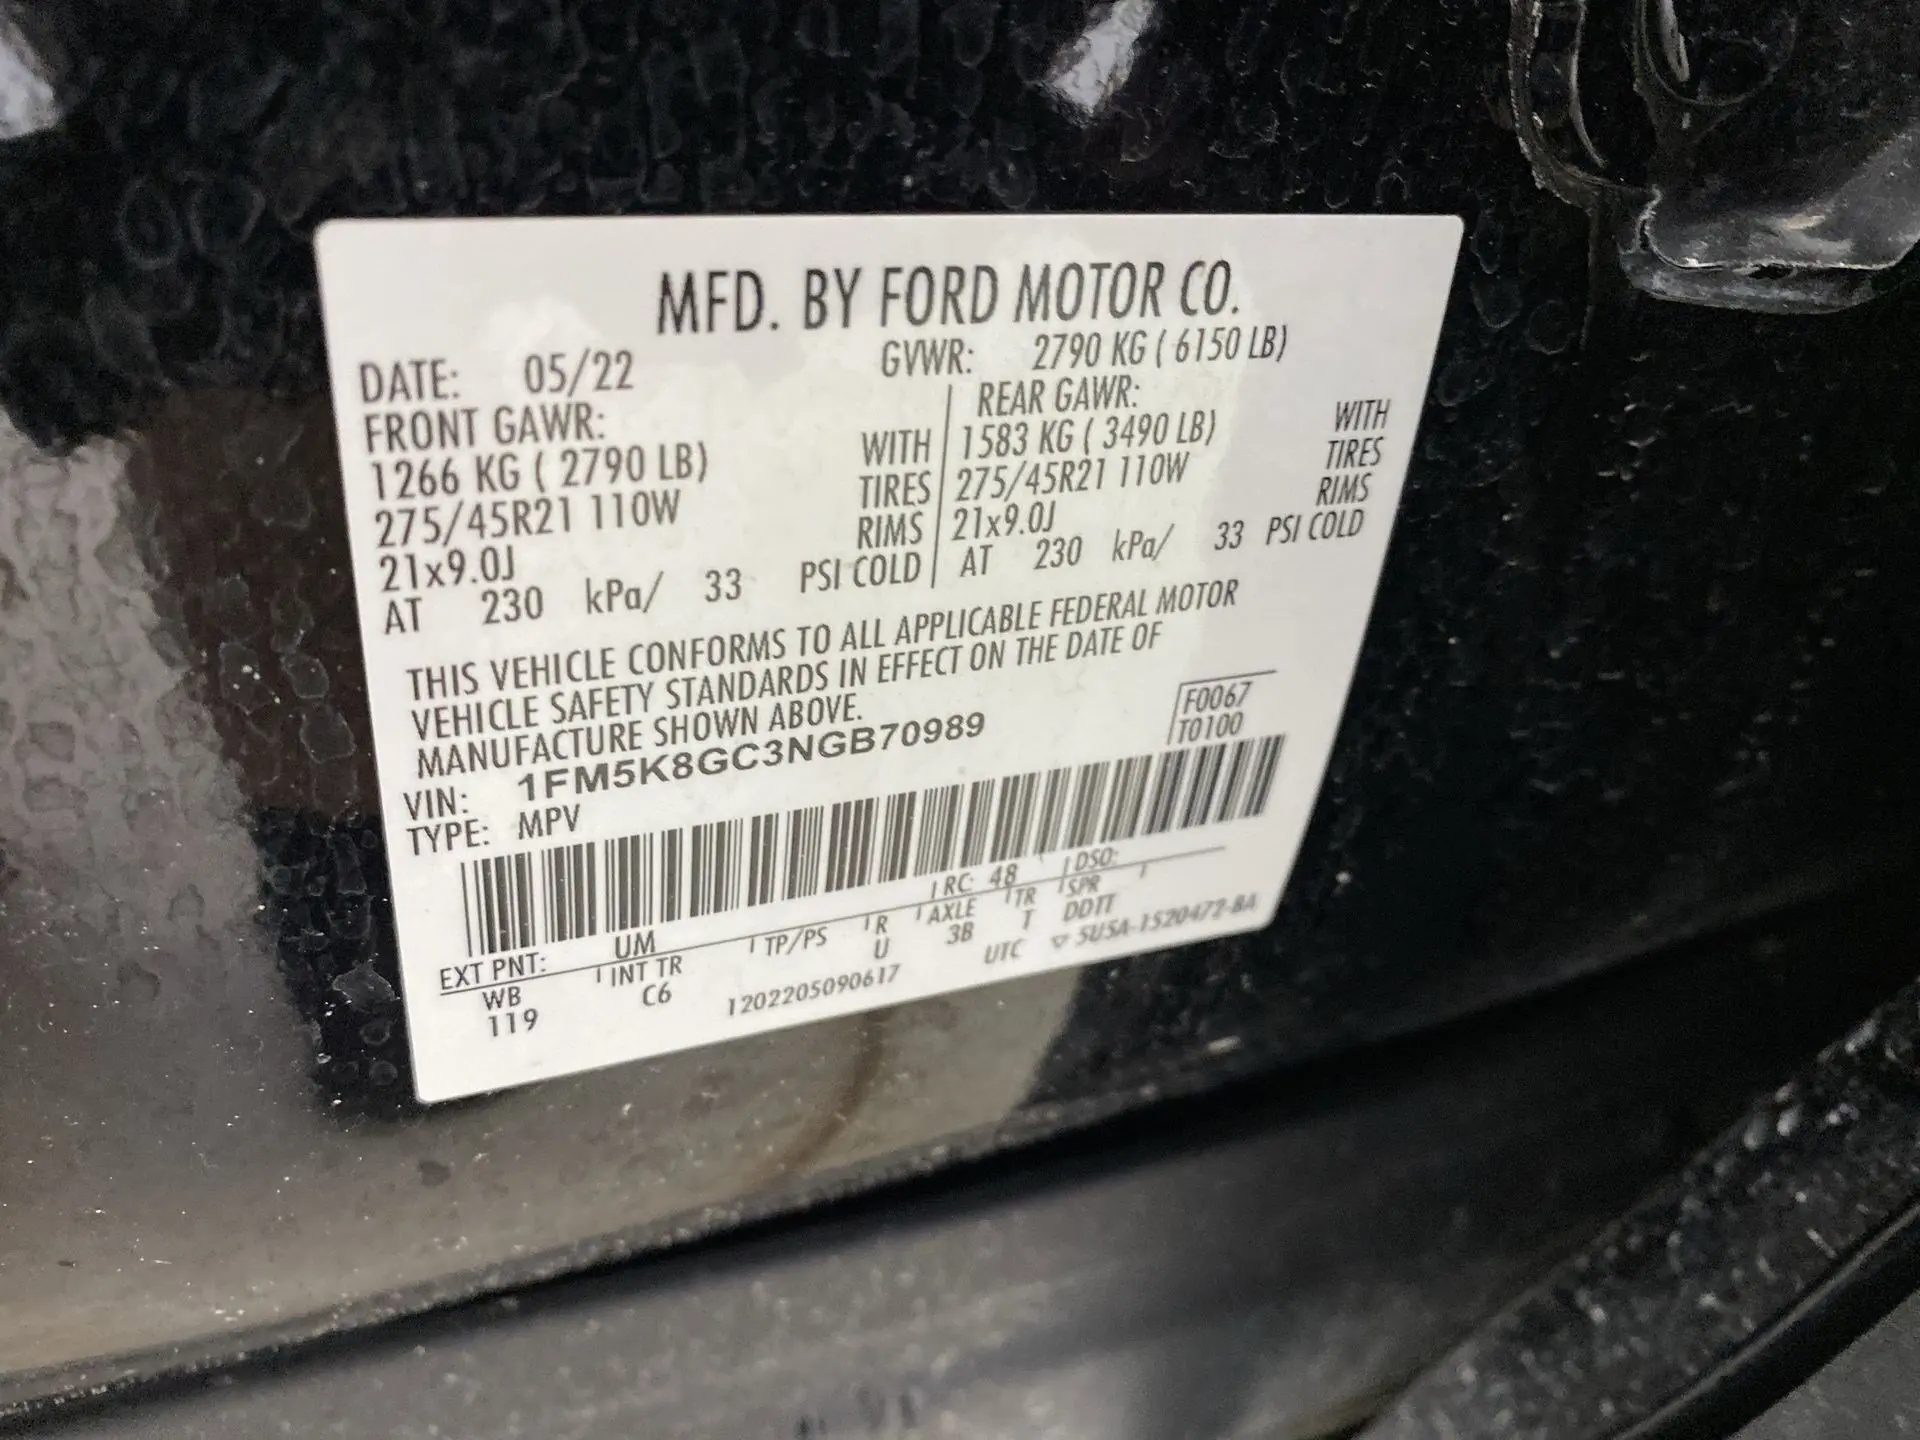 MFD. BY FORD MOTOR CO.
DATE: 05/22 GVWR: 2790 KG ( 6150 LB)
FRONT GAWR: REAR GAWR:
1266 KG ( 2790 LB) WITH 1583 KG ( 3490 LB) WITH
275/45R21 110W TIRES 275/45R21 110W TIRES
21x9.0J RIMS 21x9.0J RIMS
AT 230 kPa/ 33 PSI COLD AT 230 kPa/ 33 PSI COLD
THIS VEHICLE CONFORMS TO ALL APPLICABLE FEDERAL MOTOR
VEHICLE SAFETY STANDARDS IN EFFECT ON THE DATE OF
MANUFACTURE SHOWN ABOVE.
F0067
T0100
VIN: 1FM5K8GC3NGB70989
TYPE: MPV
EXT PNT: UM RC: 48 DSO:
WB INT TR TP/PS R AXLE TR SPR
119 C6 U 3B T DDTT
1202205090617 UTC ▽ 5U5A-1520472-BA